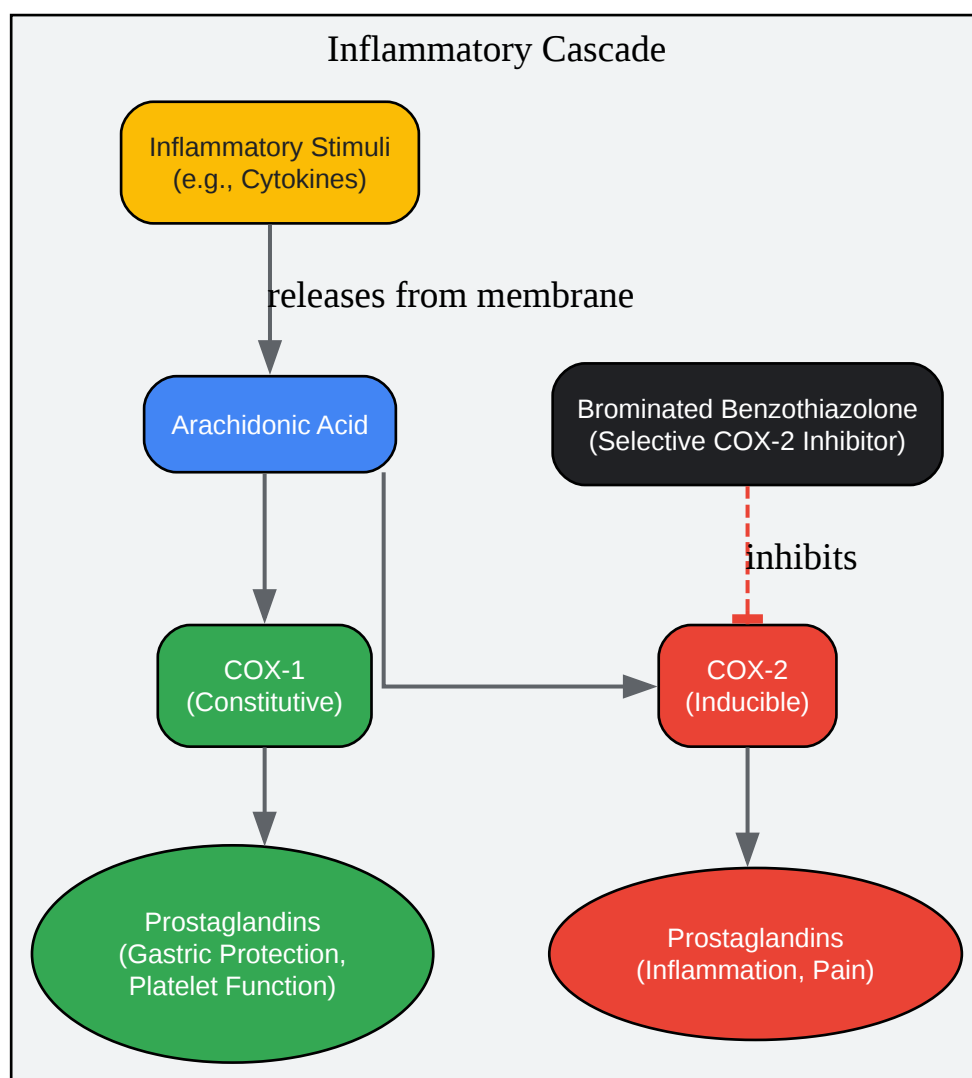 Inflammatory Cascade
Inflammatory Stimuli
(e.g., Cytokines)
releases from membrane
Arachidonic Acid
Brominated Benzothiazolone
(Selective COX-2 Inhibitor)
inhibits
COX-1
(Constitutive)
COX-2
(Inducible)
Prostaglandins
(Gastric Protection,
Platelet Function)
Prostaglandins
(Inflammation, Pain)